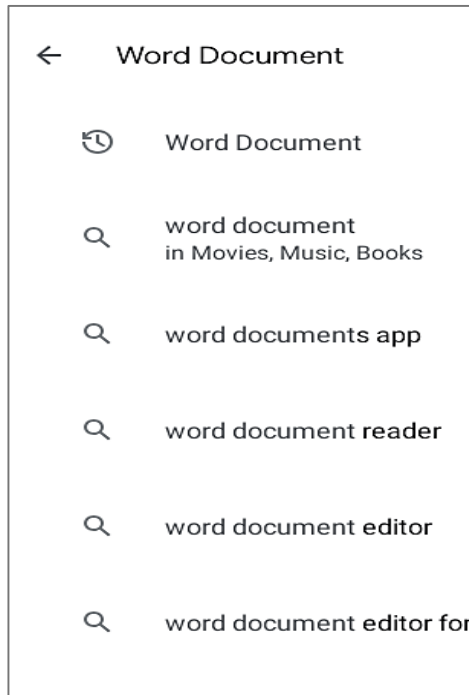 Word Document
Word Document
word document
in Movies, Music, Books
word documents app
word document reader
word document editor
word document editor for